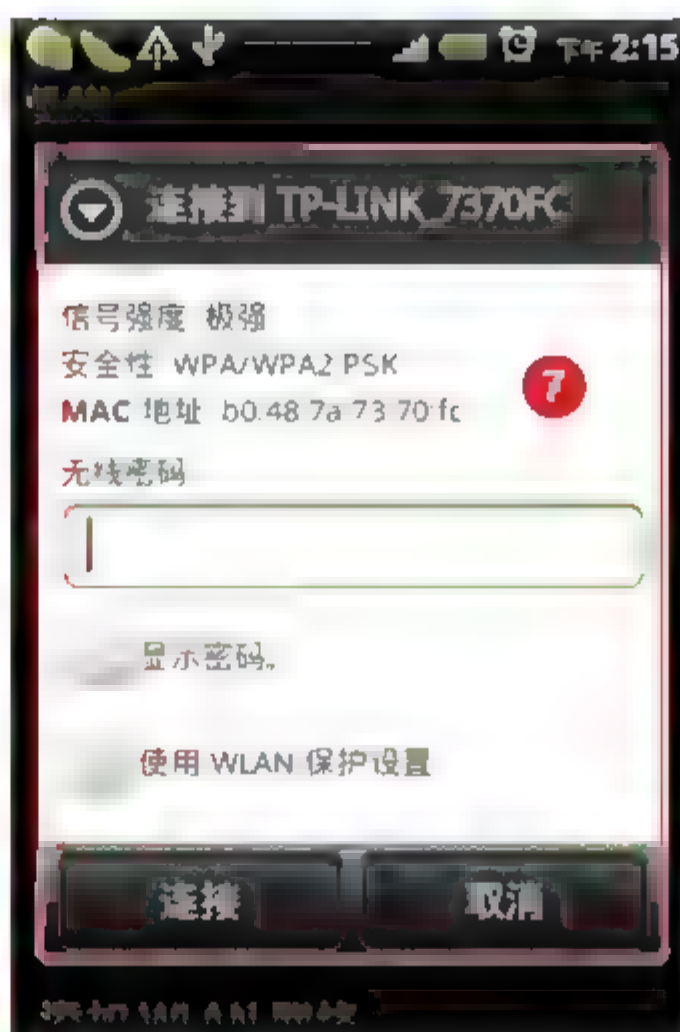 下午 2:15
连接到 TP-LINK_7370FC
信号强度 极强
安全性 WPA/WPA2 PSK
7
MAC 地址 b0:48:7a:73:70:fc
无线密码
显示密码。
使用 WLAN 保护设置
连接 取消